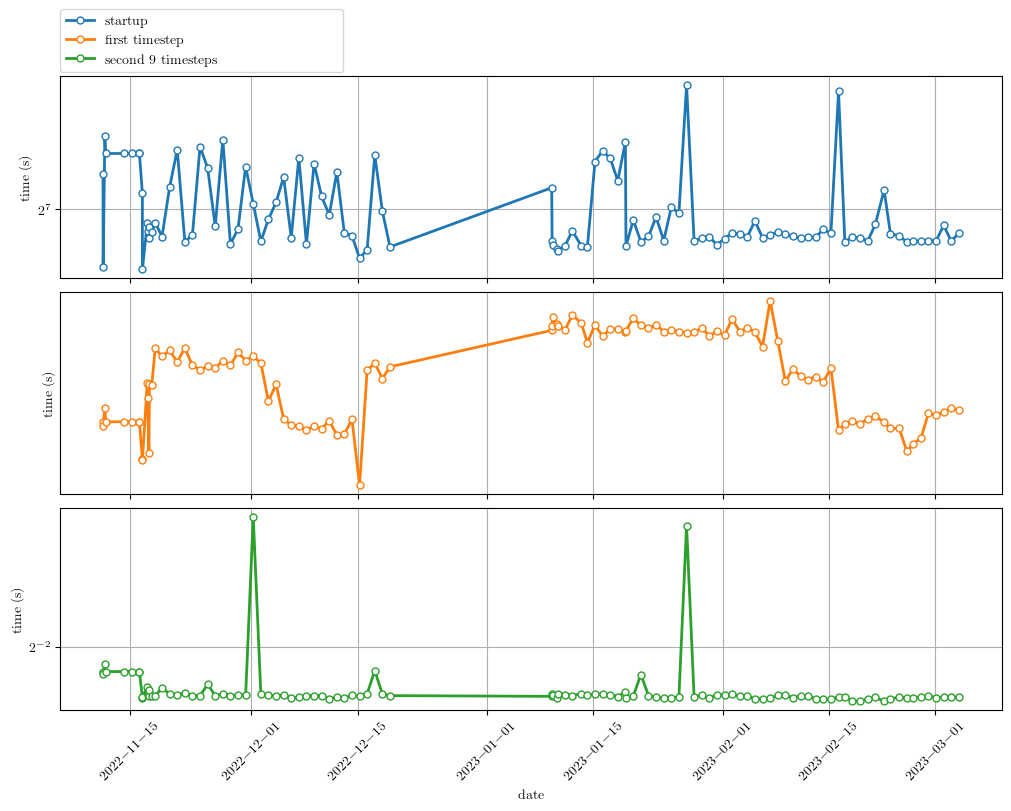 startup
first timestep
second 9 timesteps
time (s)
2^7
time (s)
time (s)
2^−2
2022−11−15
2022−12−01
2022−12−15
2023−01−01
2023−01−15
2023−02−01
2023−02−15
2023−03−01
date